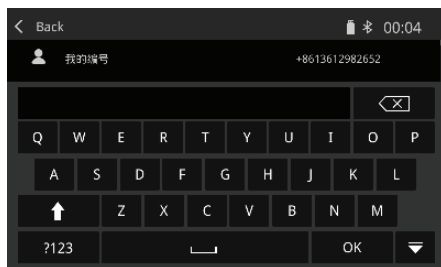 Back 00:04
我的编号 +8613612982652
Q W E R T Y U I O P
A S D F G H J K L
Z X C V B N M
?123 OK